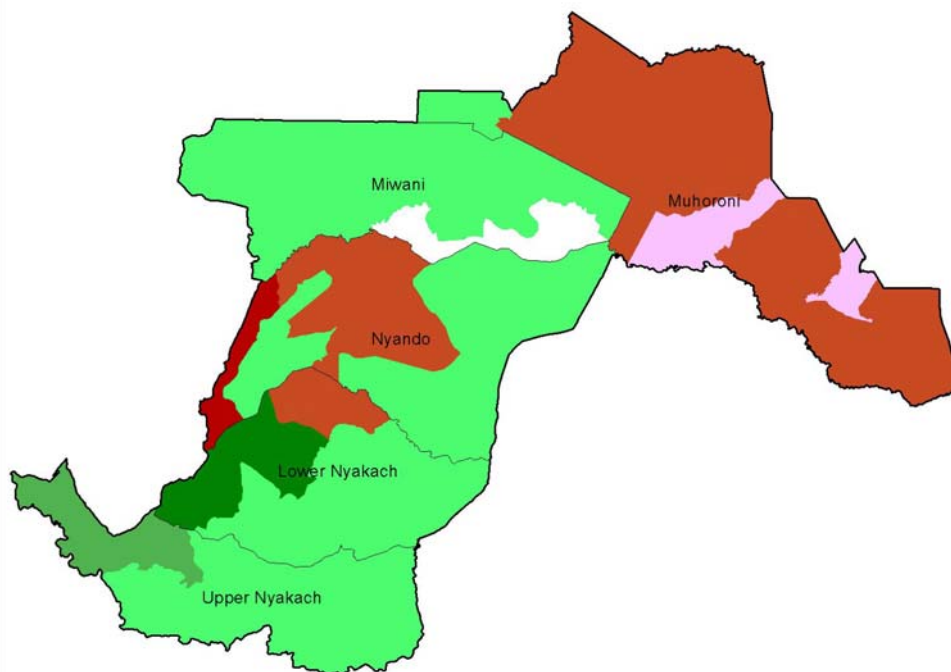 Miwani
Muhoroni
Nyando
Lower Nyakach
Upper Nyakach